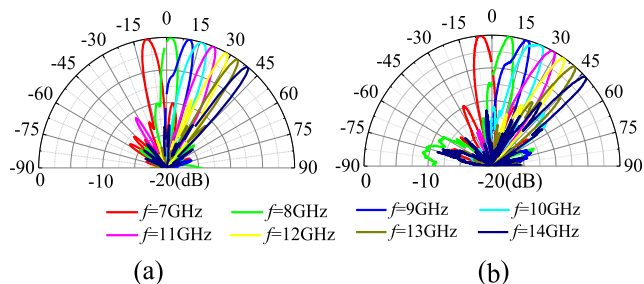 0 0
-15 15 -15 15
-30 30 -30 30
-45 45 -45 45
-60 60 -60 60
-75 75 -75 75
-90 90 -90 90
0 -10 -20(dB) 0 -10 -20(dB)
f=7GHz f=8GHz f=9GHz f=10GHz
f=11GHz f=12GHz f=13GHz f=14GHz
(a) (b)